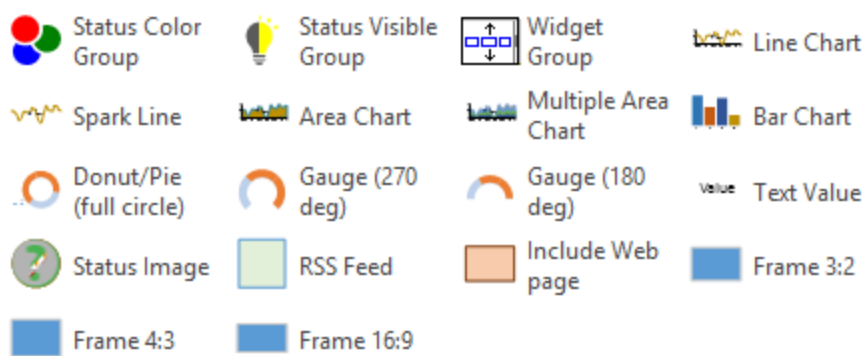 Status Color
Group
Status Visible
Group
Widget
Group
Line Chart
Spark Line
Area Chart
Multiple Area
Chart
Bar Chart
Donut/Pie
(full circle)
Gauge (270
deg)
Gauge (180
deg)
Value
Text Value
?
Status Image
RSS Feed
Include Web
page
Frame 3:2
Frame 4:3
Frame 16:9